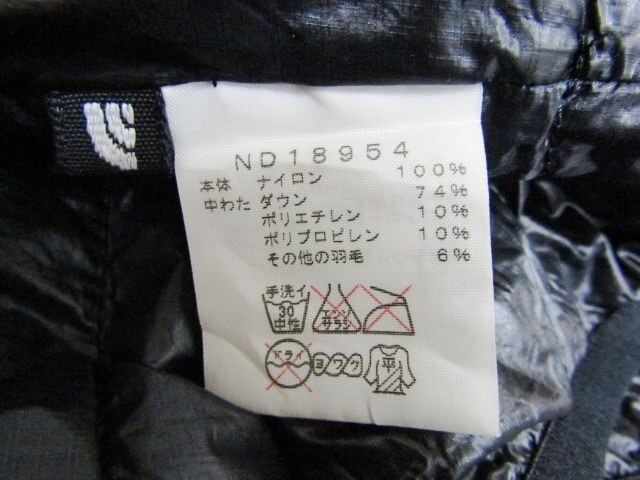 ND18954
本体 ナイロン 100%
中わた ダウン 74%
ポリエチレン 10%
ポリプロピレン 10%
その他の羽毛 6%
手洗イ
30
中性
エンソ
サラシ
ドライ
ヨワク
平